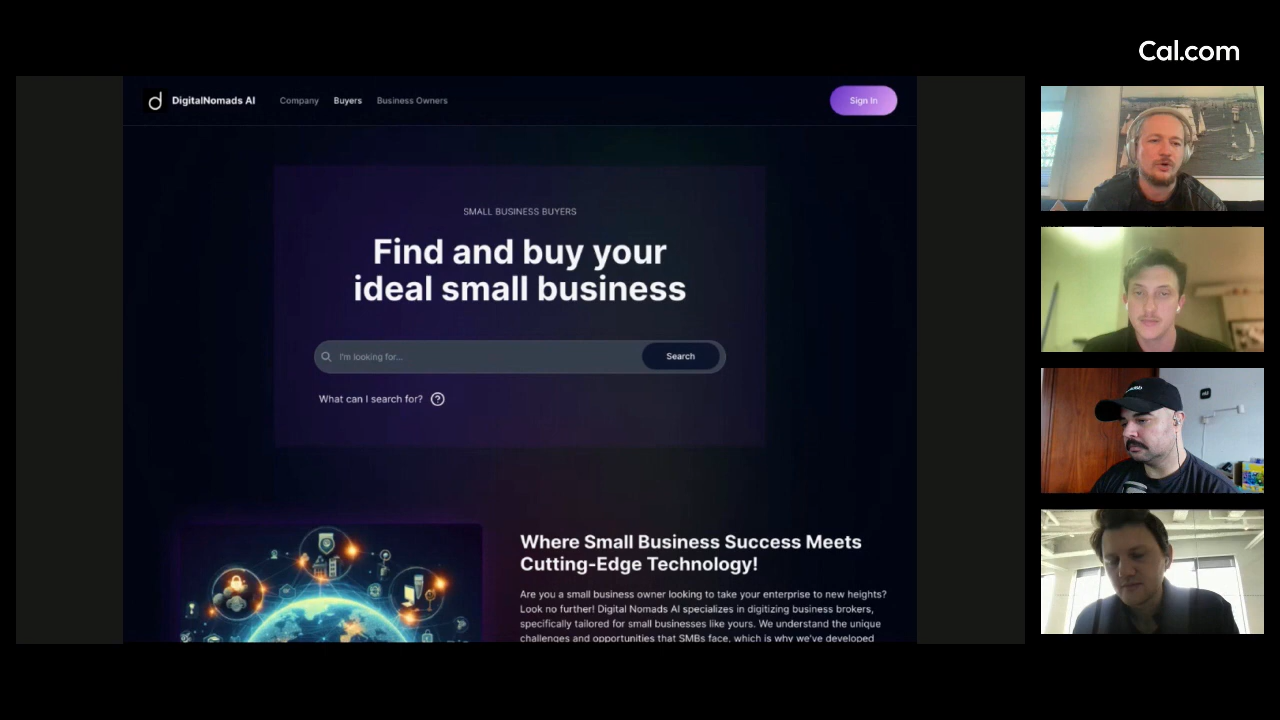 Cal.com
DigitalNomads AI
Company
Buyers
Business Owners
Sign In
SMALL BUSINESS BUYERS
Find and buy your
ideal small business
I'm looking for...
Search
What can I search for? ?
Where Small Business Success Meets
Cutting-Edge Technology!
Are you a small business owner looking to take your enterprise to new heights?
Look no further! Digital Nomads AI specializes in digitizing business brokers,
specifically tailored for small businesses like yours. We understand the unique
challenges and opportunities that SMBs face, which is why we've developed